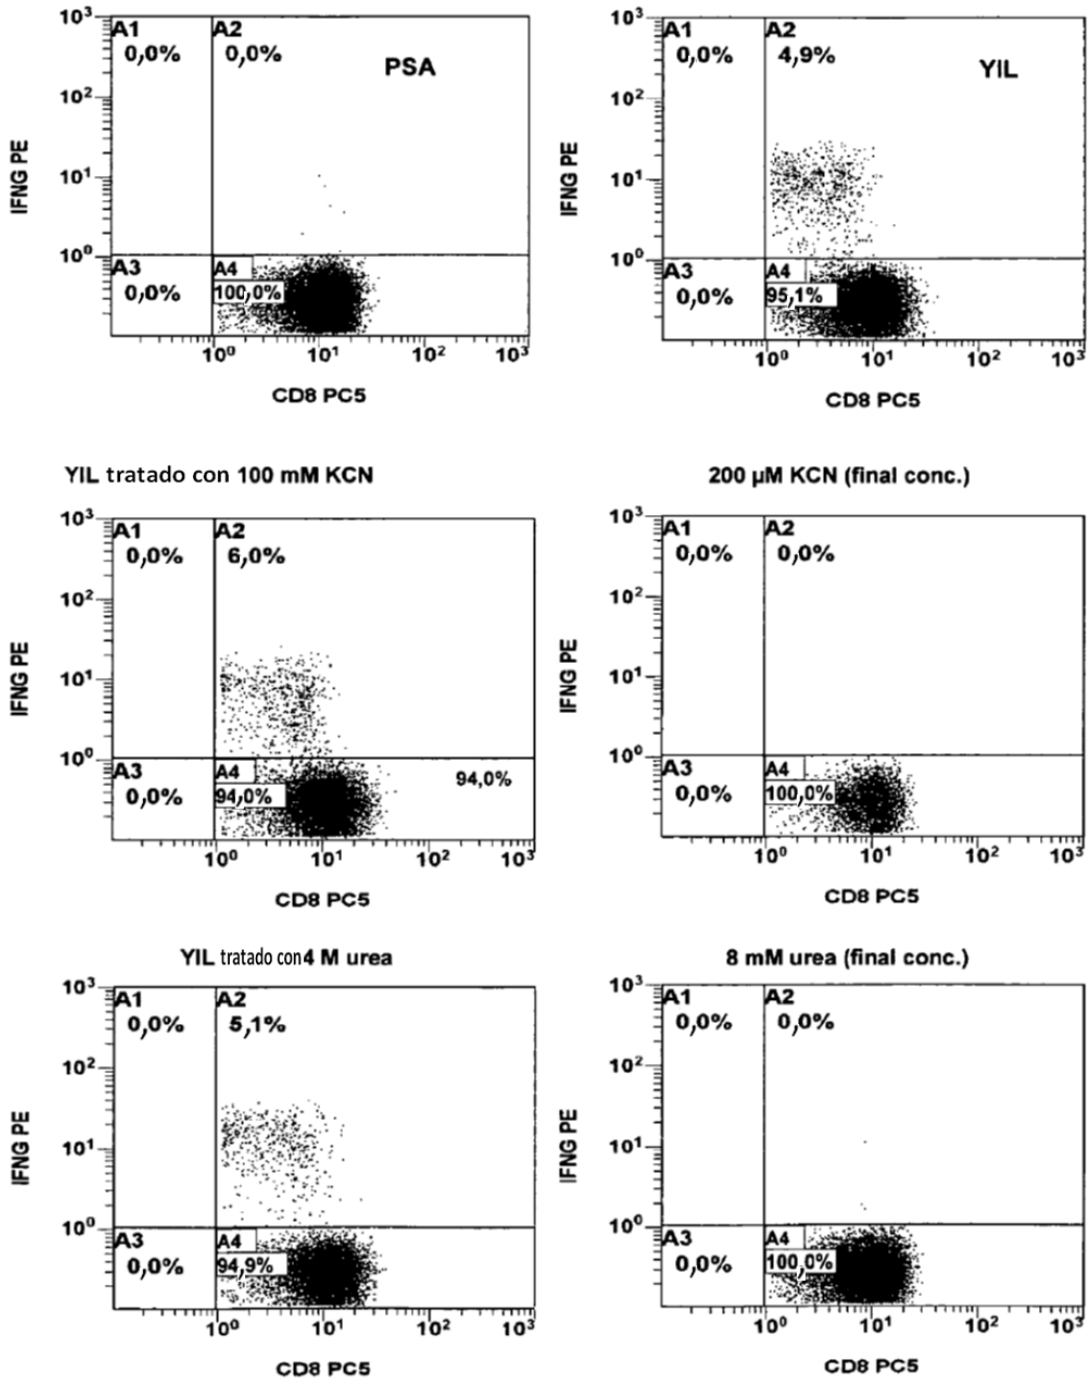 10³
A1
0,0%
A2
0,0%
PSA
10²
10¹
10⁰
IFNG PE
A3
0,0%
A4
100,0%
10⁰ 10¹ 10² 10³
CD8 PC5
10³
A1
0,0%
A2
4,9%
YIL
10²
10¹
10⁰
IFNG PE
A3
0,0%
A4
95,1%
10⁰ 10¹ 10² 10³
CD8 PC5
YIL tratado con 100 mM KCN
10³
A1
0,0%
A2
6,0%
10²
10¹
10⁰
IFNG PE
A3
0,0%
A4
94,0%
94,0%
10⁰ 10¹ 10² 10³
CD8 PC5
200 µM KCN (final conc.)
10³
A1
0,0%
A2
0,0%
10²
10¹
10⁰
IFNG PE
A3
0,0%
A4
100,0%
10⁰ 10¹ 10² 10³
CD8 PC5
YIL tratado con 4 M urea
10³
A1
0,0%
A2
5,1%
10²
10¹
10⁰
IFNG PE
A3
0,0%
A4
94,9%
10⁰ 10¹ 10² 10³
CD8 PC5
8 mM urea (final conc.)
10³
A1
0,0%
A2
0,0%
10²
10¹
10⁰
IFNG PE
A3
0,0%
A4
100,0%
10⁰ 10¹ 10² 10³
CD8 PC5